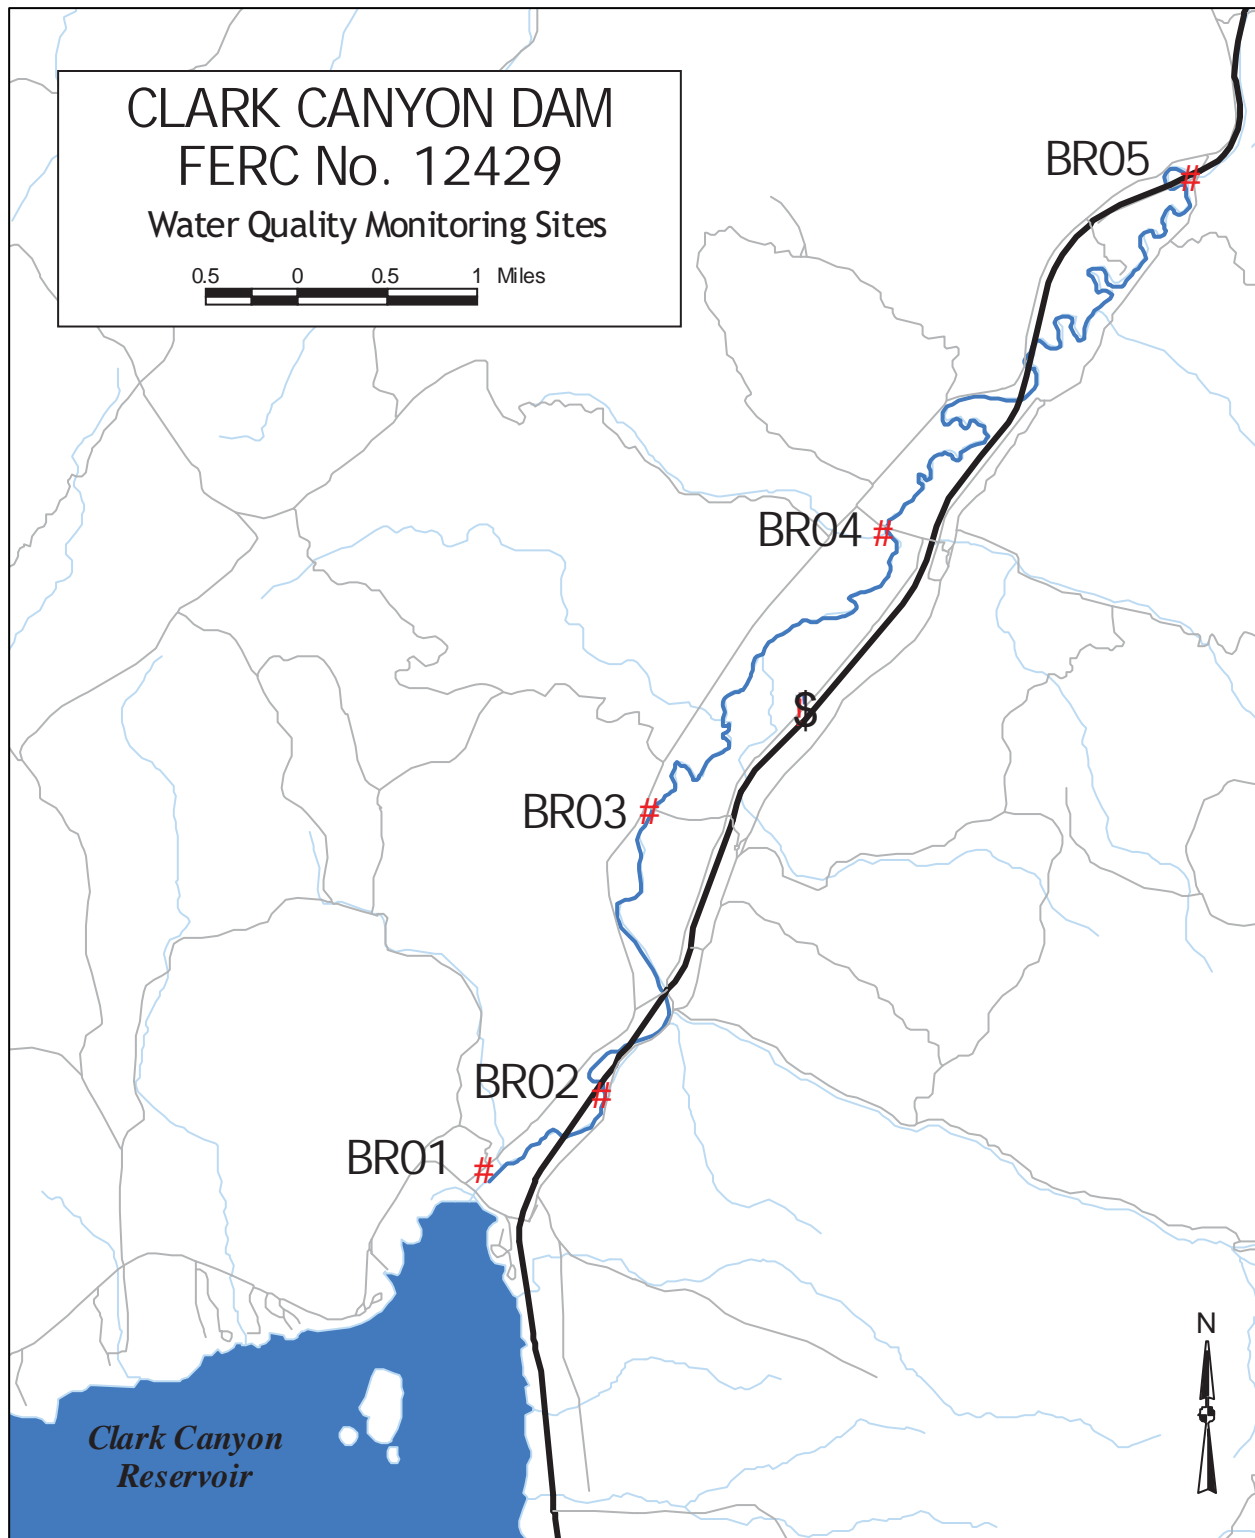 CLARK CANYON DAM
FERC No. 12429
Water Quality Monitoring Sites
0.5 0 0.5 1 Miles
BR05
#
BR04 #
$
BR03 #
BR02 #
BR01 #
N
Clark Canyon
Reservoir